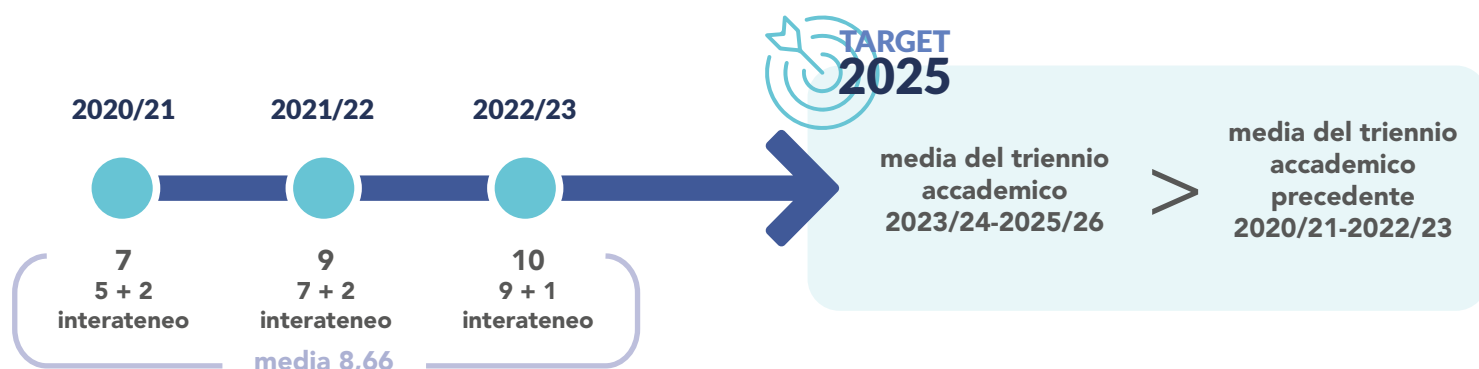 2020/21
2021/22
2022/23
7
5 + 2
interateneo
9
7 + 2
interateneo
10
9 + 1
interateneo
media 8,66
TARGET
2025
media del triennio
accademico
2023/24-2025/26
>
media del triennio
accademico
precedente
2020/21-2022/23